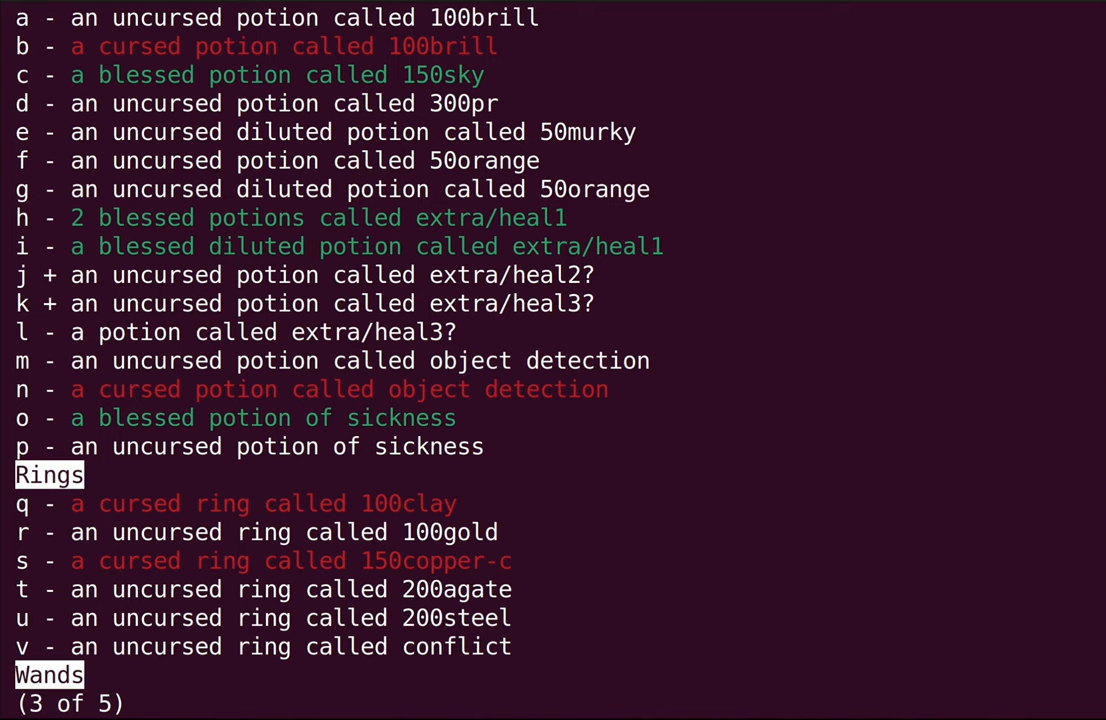 a - an uncursed potion called 100brill
b - a cursed potion called 100brill
c - a blessed potion called 150sky
d - an uncursed potion called 300pr
e - an uncursed diluted potion called 50murky
f - an uncursed potion called 50orange
g - an uncursed diluted potion called 50orange
h - 2 blessed potions called extra/heal1
i - a blessed diluted potion called extra/heal1
j + an uncursed potion called extra/heal2?
k + an uncursed potion called extra/heal3?
l - a potion called extra/heal3?
m - an uncursed potion called object detection
n - a cursed potion called object detection
o - a blessed potion of sickness
p - an uncursed potion of sickness
Rings
q - a cursed ring called 100clay
r - an uncursed ring called 100gold
s - a cursed ring called 150copper-c
t - an uncursed ring called 200agate
u - an uncursed ring called 200steel
v - an uncursed ring called conflict
Wands
(3 of 5)